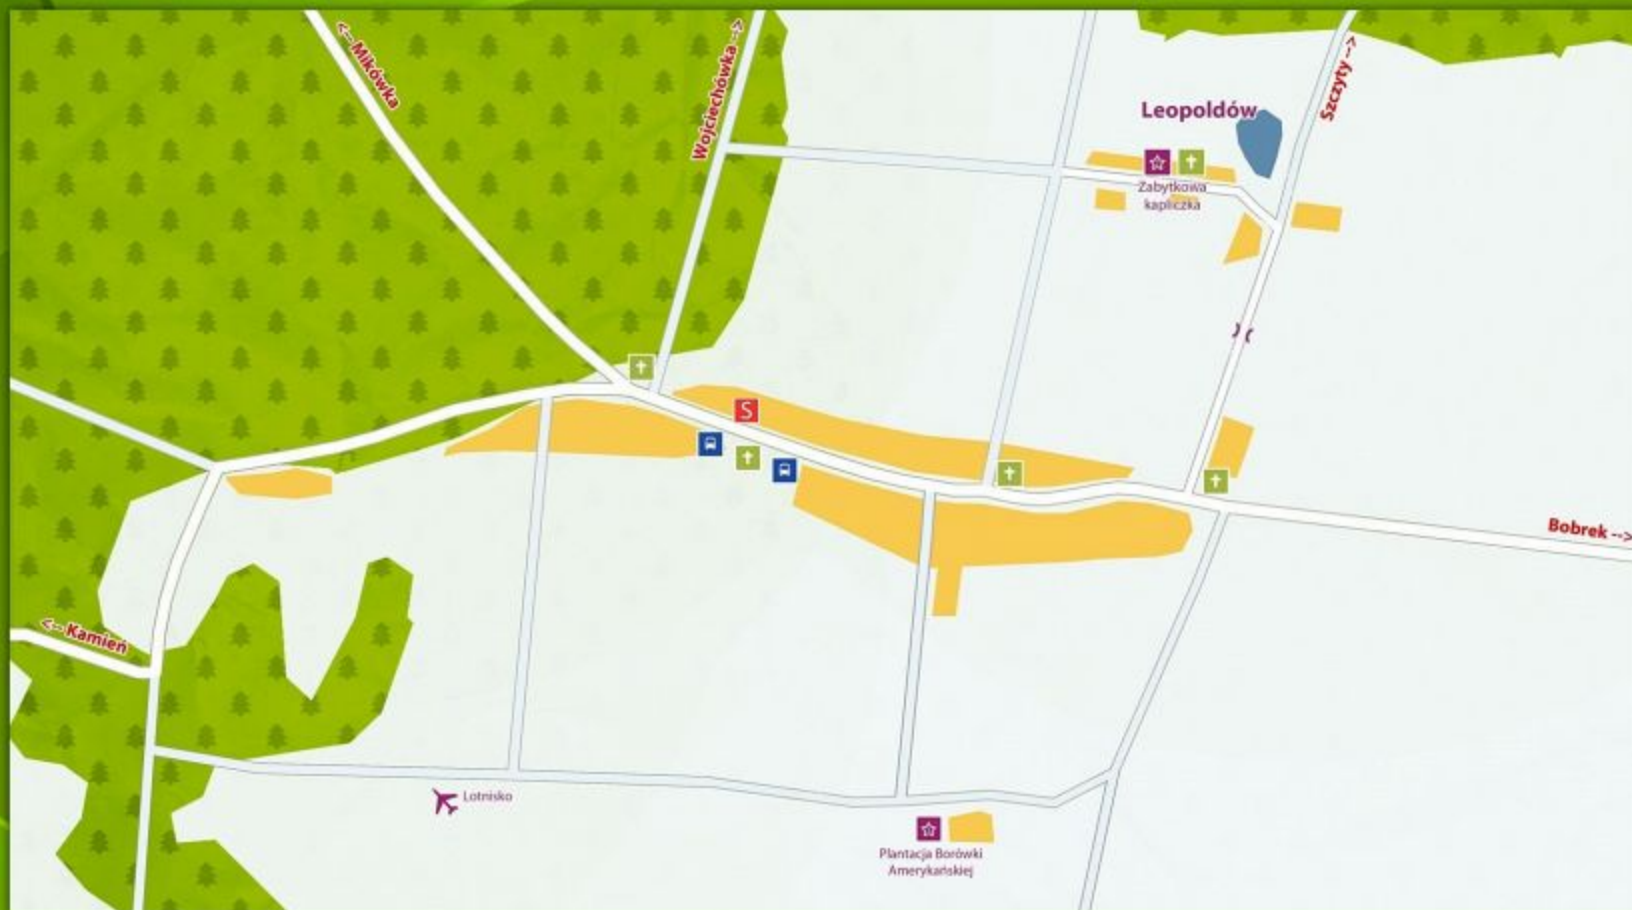 <-- Mikówka
Wojciechówka -->
Szczyty -->
Leopoldów
Zabytkowa
kapliczka
S
Bobrek -->
<-- Kamień
Lotnisko
Plantacja Borówki
Amerykańskiej